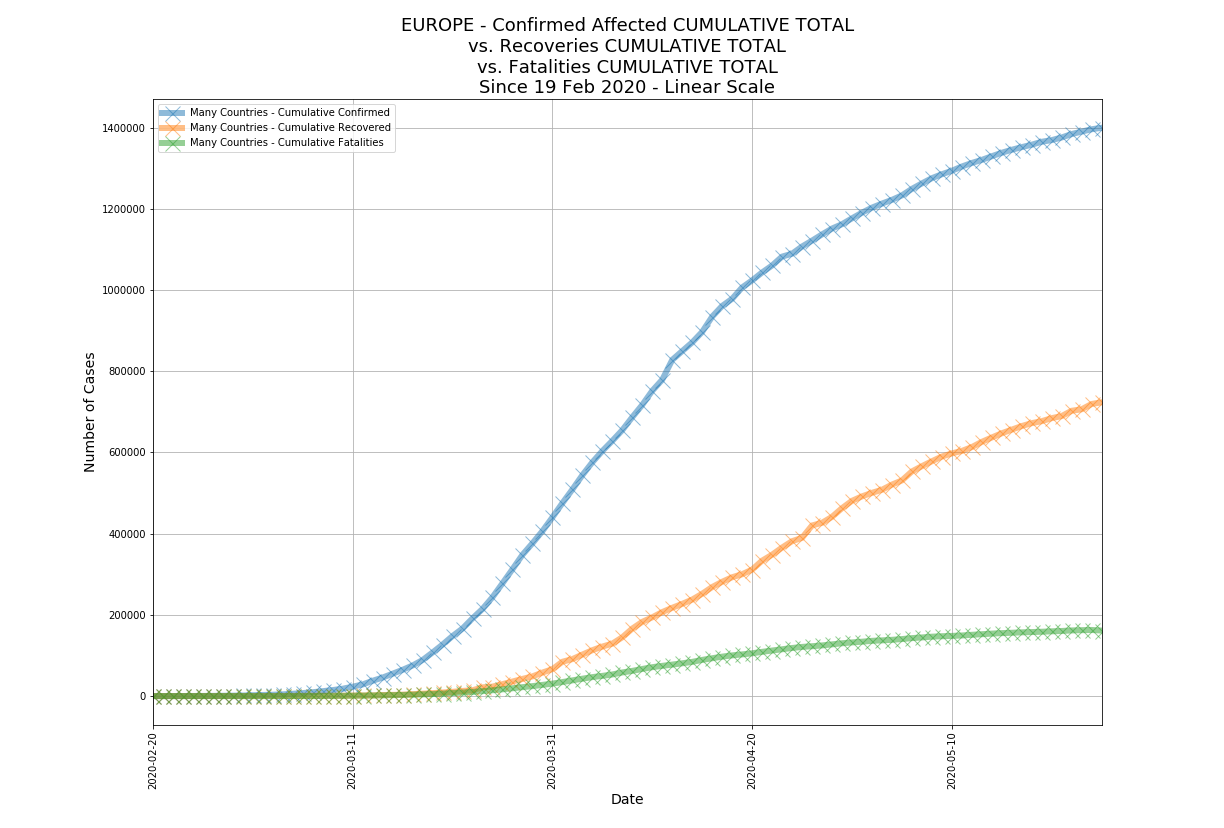 EUROPE - Confirmed Affected CUMULATIVE TOTAL
vs. Recoveries CUMULATIVE TOTAL
vs. Fatalities CUMULATIVE TOTAL
Since 19 Feb 2020 - Linear Scale
Many Countries - Cumulative Confirmed
Many Countries - Cumulative Recovered
Many Countries - Cumulative Fatalities
Number of Cases
1400000
1200000
1000000
800000
600000
400000
200000
0
2020-02-20
2020-03-11
2020-03-31
2020-04-20
2020-05-10
Date